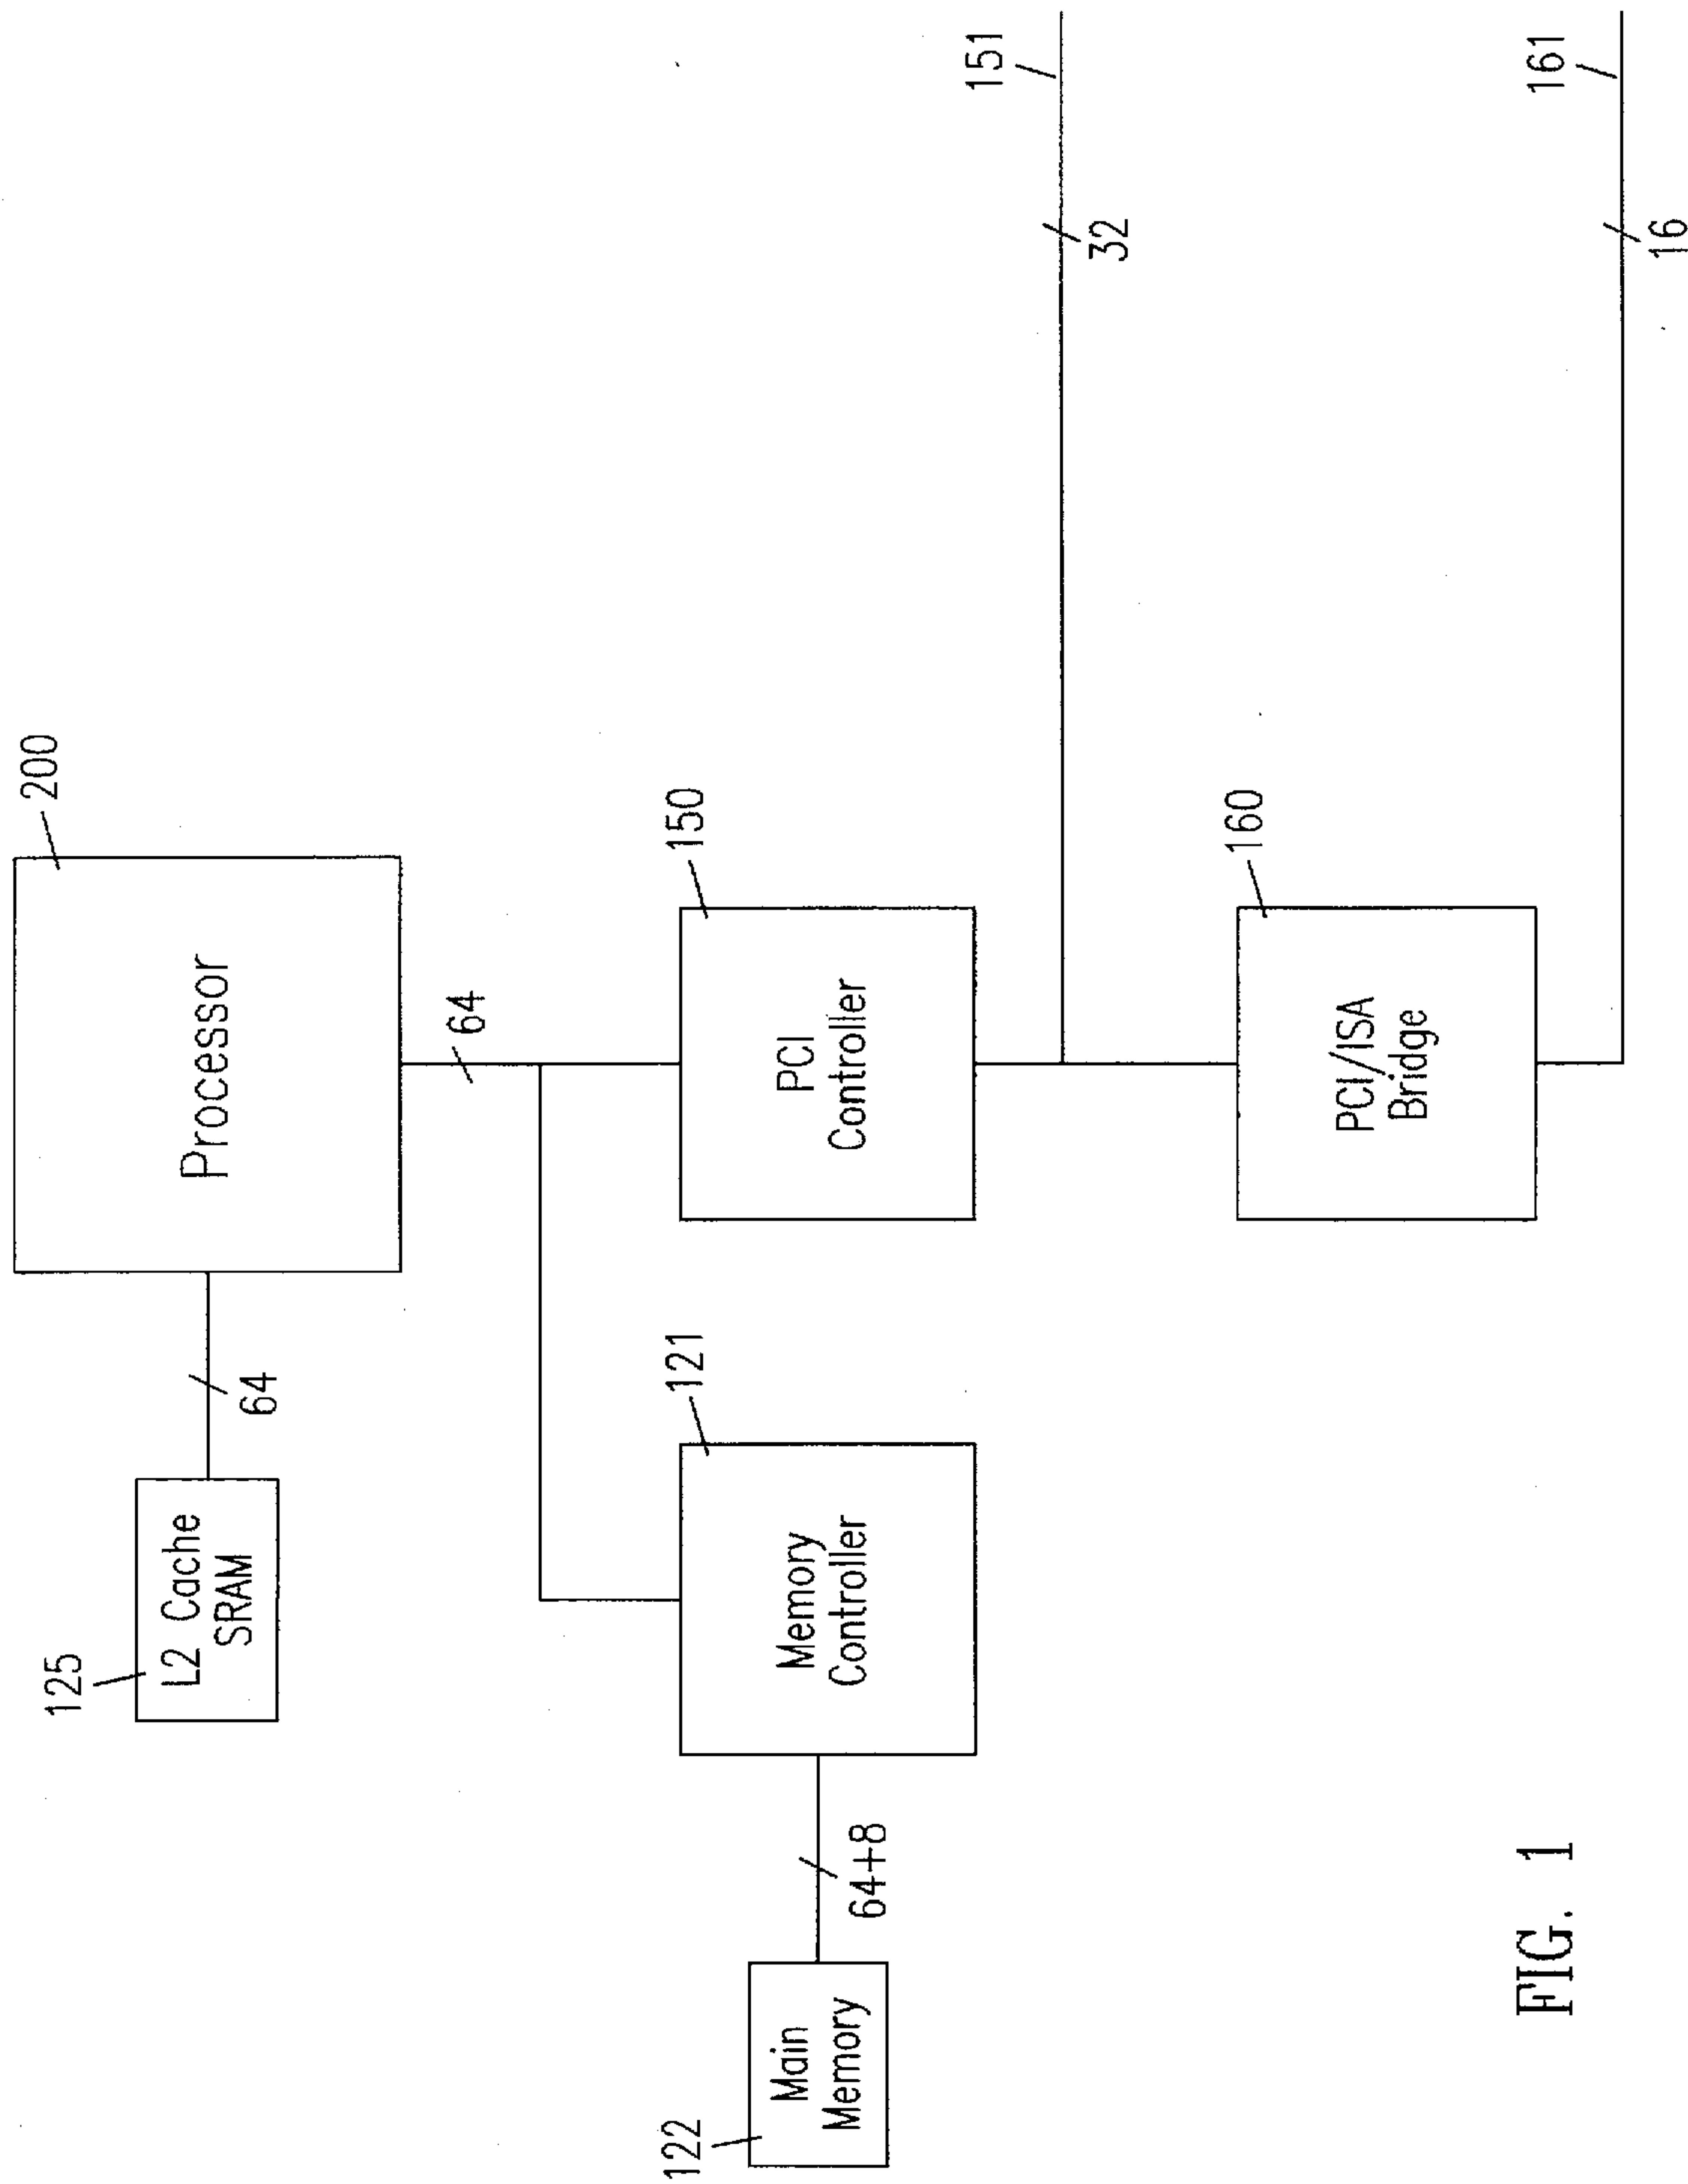 200
Processor
64
125
L2 Cache
SRAM
64
121
Memory
Controller
150
PCI
Controller
151
32
122
Main
Memory
64+8
160
PCI/ISA
Bridge
161
16
FIG. 1